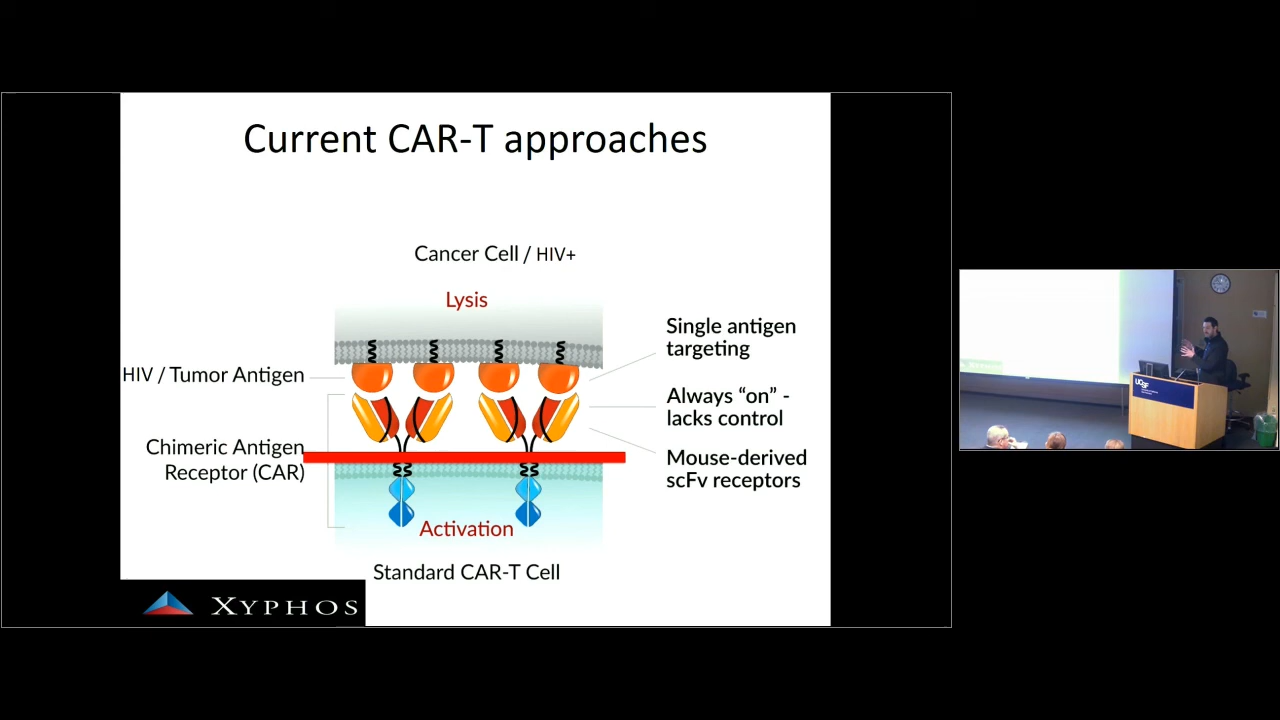 Current CAR-T approaches
Cancer Cell / HIV+
Lysis
Single antigen
targeting
HIV / Tumor Antigen
Always “on” -
lacks control
Chimeric Antigen
Receptor (CAR)
Mouse-derived
scFv receptors
Activation
Standard CAR-T Cell
XYPHOS
UCSF